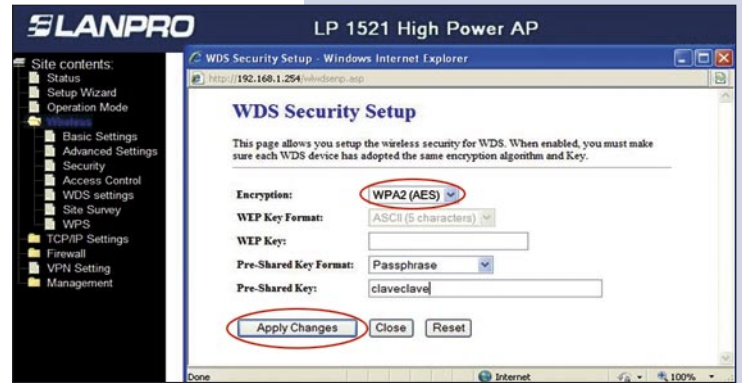 LANPRO
LP 1521 High Power AP
Site contents:
Status
Setup Wizard
Operation Mode
Wireless
Basic Settings
Advanced Settings
Security
Access Control
WDS settings
Site Survey
WPS
TCP/IP Settings
Firewall
VPN Setting
Management
WDS Security Setup - Windows Internet Explorer
http://192.168.1.254/
WDS Security Setup
This page allows you setup the wireless security for WDS. When enabled, you must make
sure each WDS device has adopted the same encryption algorithm and Key.
Encryption: WPA2 (AES)
WEP Key Format: ASCII (5 characters)
WEP Key:
Pre-Shared Key Format: Passphrase
Pre-Shared Key: claveclave
Apply Changes Close Reset
Done Internet 100%